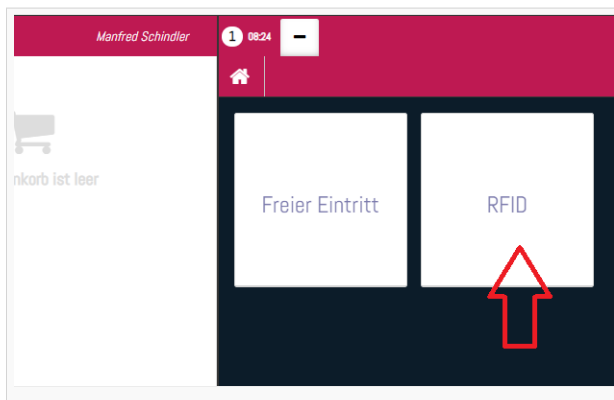 Manfred Schindler
1 08:24 −
nkorb ist leer
Freier Eintritt
RFID